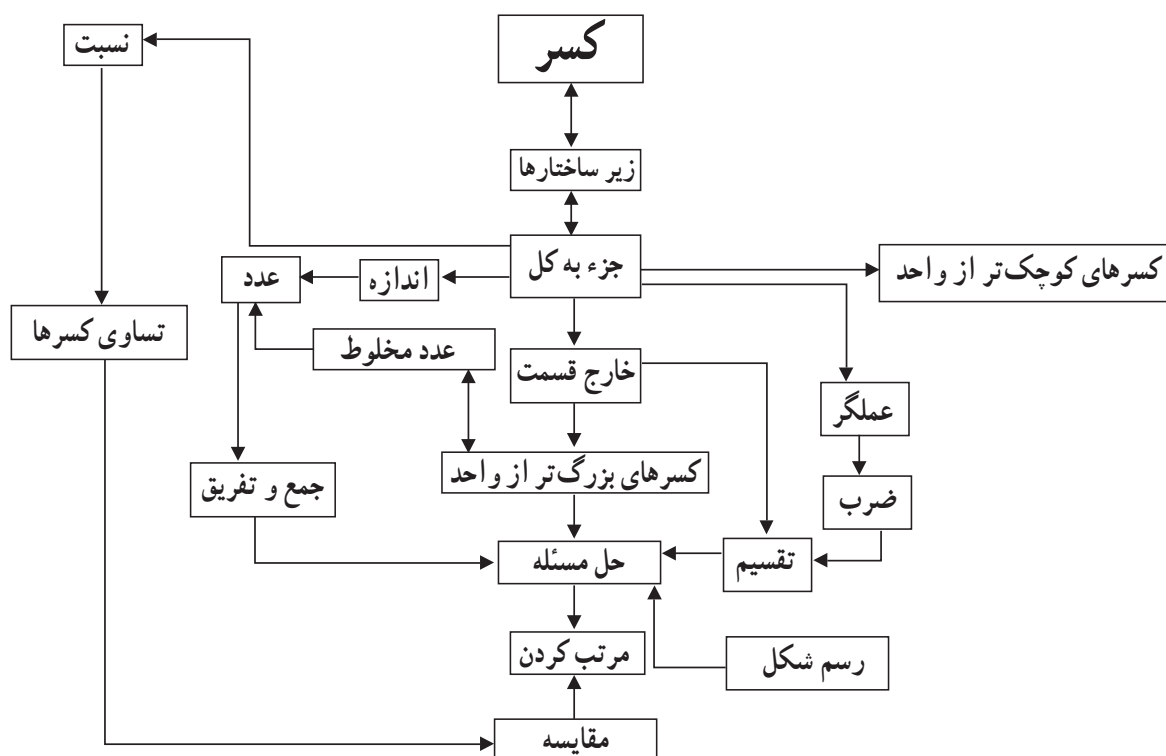 کسر
نسبت
زیر ساختارها
جزء به کل
کسرهای کوچک‌تر از واحد
اندازه
عدد
تساوی کسرها
عدد مخلوط
خارج قسمت
عملگر
کسرهای بزرگ‌تر از واحد
جمع و تفریق
ضرب
حل مسئله
تقسیم
مرتب کردن
رسم شکل
مقایسه